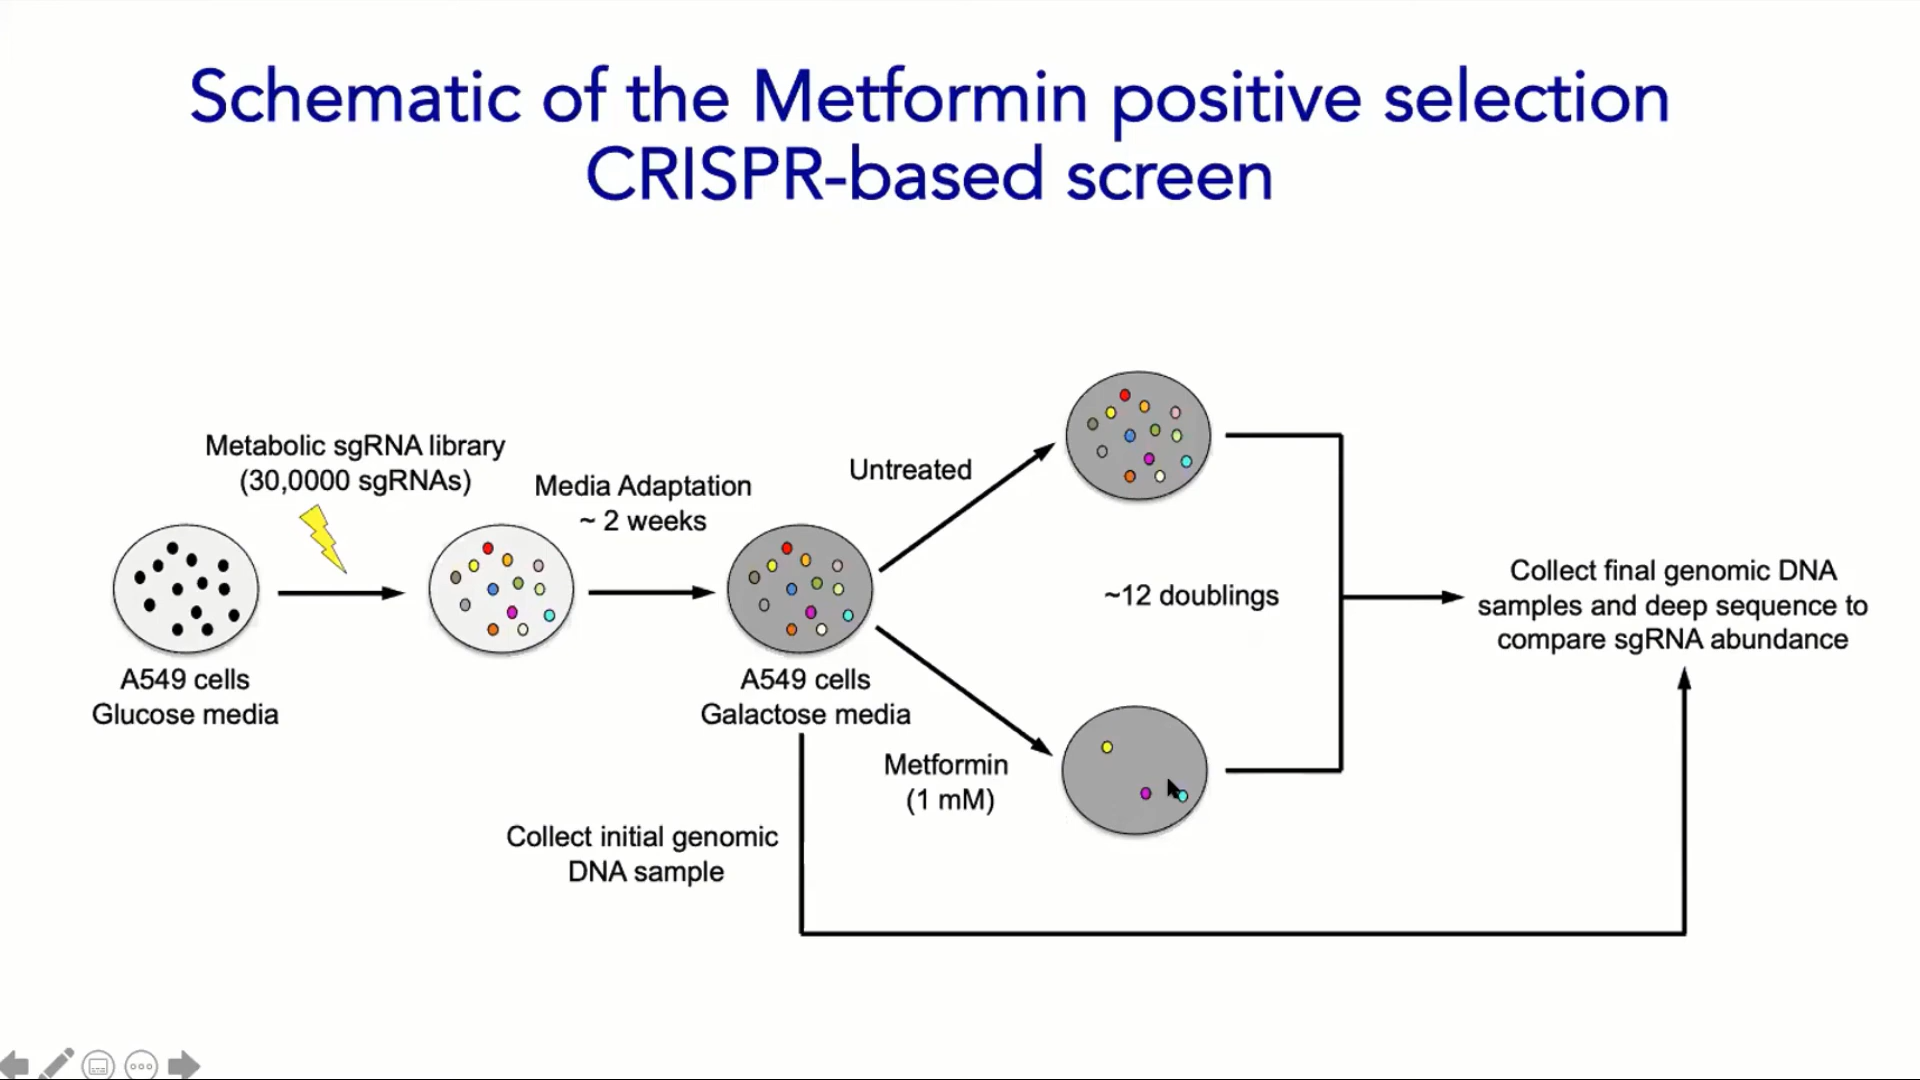 Schematic of the Metformin positive selection
CRISPR-based screen
Metabolic sgRNA library
(30,0000 sgRNAs)
Media Adaptation
~ 2 weeks
Untreated
A549 cells
Glucose media
A549 cells
Galactose media
~12 doublings
Metformin
(1 mM)
Collect initial genomic
DNA sample
Collect final genomic DNA
samples and deep sequence to
compare sgRNA abundance